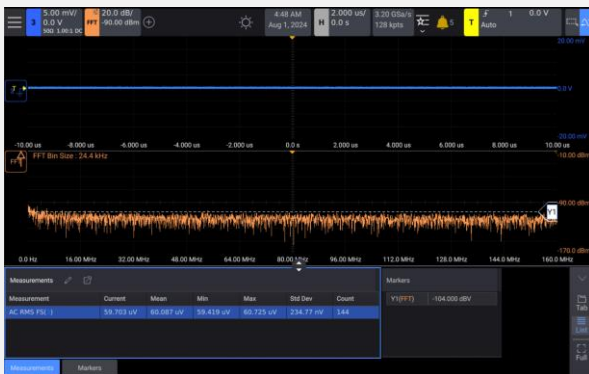 3 5.00 mV/ 0.0 V 50Ω 1.00:1 DC
FFT 20.0 dB/ -90.00 dBm
4:48 AM Aug 1, 2024
H 2.000 us/ 0.0 s
3.20 GSa/s 128 kpts
5
T 1 0.0 V Auto
20.00 mV
0.0 V
-20.00 mV
-10.00 us -8.000 us -6.000 us -4.000 us -2.000 us 0.0 s 2.000 us 4.000 us 6.000 us 8.000 us 10.00 us
FFT FFT Bin Size : 24.4 kHz
-10.00 dBm
-90.00 dBm
Y1
-170.0 dBm
0.0 Hz 16.00 MHz 32.00 MHz 48.00 MHz 64.00 MHz 80.00 MHz 96.00 MHz 112.0 MHz 128.0 MHz 144.0 MHz 160.0 MHz
Measurements Markers
Measurement Current Mean Min Max Std Dev Count
Y1(FFT) -104.000 dBV
AC RMS FS( ) 59.703 uV 60.087 uV 59.419 uV 60.725 uV 234.77 nV 144
Tab
List
Full
Measurements Markers